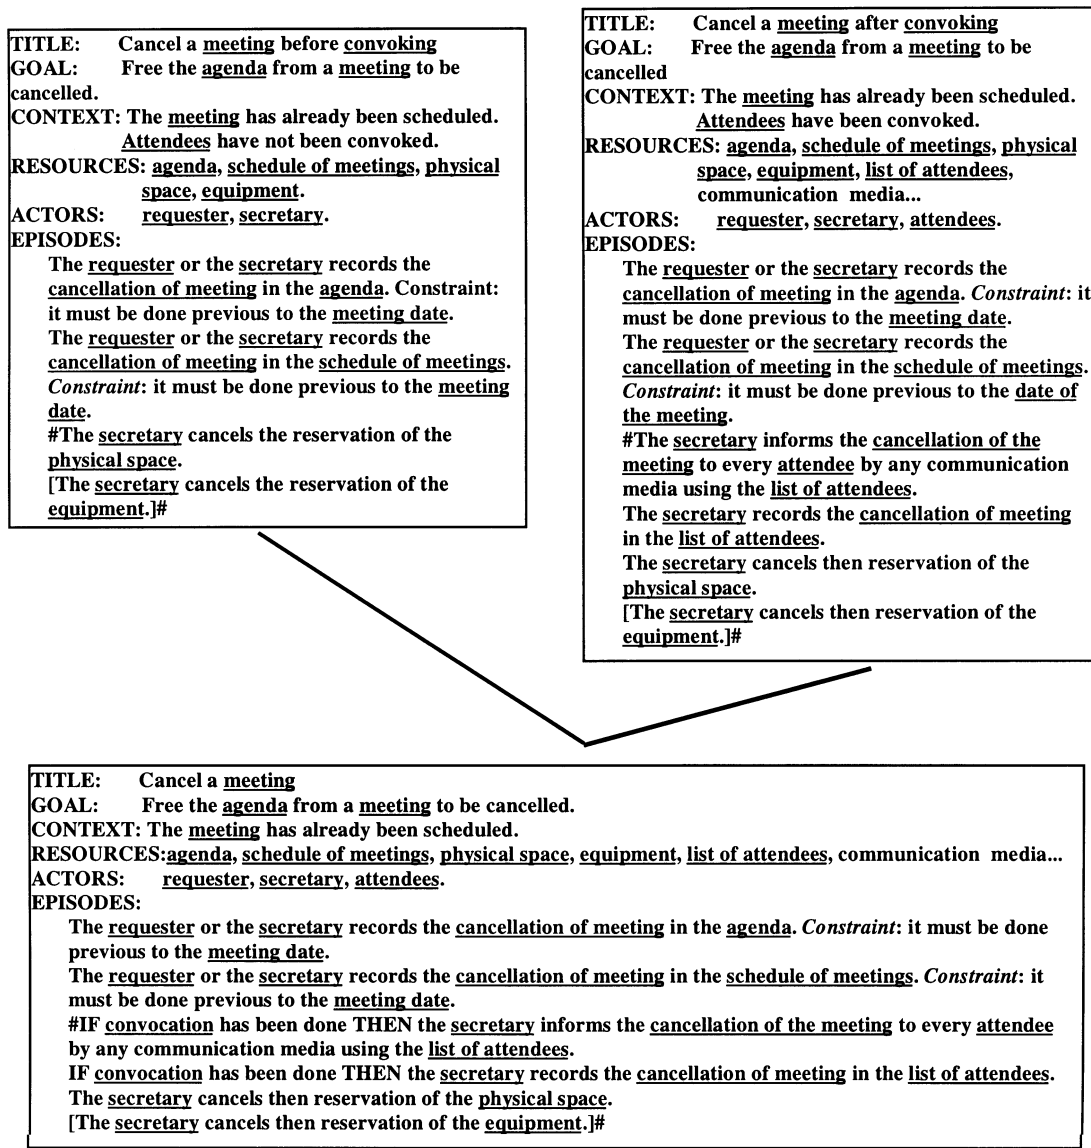 TITLE: Cancel a meeting before convoking
GOAL: Free the agenda from a meeting to be
cancelled.
CONTEXT: The meeting has already been scheduled.
Attendees have not been convoked.
RESOURCES: agenda, schedule of meetings, physical
space, equipment.
ACTORS: requester, secretary.
EPISODES:
The requester or the secretary records the
cancellation of meeting in the agenda. Constraint:
it must be done previous to the meeting date.
The requester or the secretary records the
cancellation of meeting in the schedule of meetings.
Constraint: it must be done previous to the meeting
date.
#The secretary cancels the reservation of the
physical space.
[The secretary cancels the reservation of the
equipment.]#
TITLE: Cancel a meeting after convoking
GOAL: Free the agenda from a meeting to be
cancelled
CONTEXT: The meeting has already been scheduled.
Attendees have been convoked.
RESOURCES: agenda, schedule of meetings, physical
space, equipment, list of attendees,
communication media...
ACTORS: requester, secretary, attendees.
EPISODES:
The requester or the secretary records the
cancellation of meeting in the agenda. Constraint: it
must be done previous to the meeting date.
The requester or the secretary records the
cancellation of meeting in the schedule of meetings.
Constraint: it must be done previous to the date of
the meeting.
#The secretary informs the cancellation of the
meeting to every attendee by any communication
media using the list of attendees.
The secretary records the cancellation of meeting
in the list of attendees.
The secretary cancels then reservation of the
physical space.
[The secretary cancels then reservation of the
equipment.]#
TITLE: Cancel a meeting
GOAL: Free the agenda from a meeting to be cancelled.
CONTEXT: The meeting has already been scheduled.
RESOURCES:agenda, schedule of meetings, physical space, equipment, list of attendees, communication media...
ACTORS: requester, secretary, attendees.
EPISODES:
The requester or the secretary records the cancellation of meeting in the agenda. Constraint: it must be done
previous to the meeting date.
The requester or the secretary records the cancellation of meeting in the schedule of meetings. Constraint: it
must be done previous to the meeting date.
#IF convocation has been done THEN the secretary informs the cancellation of the meeting to every attendee
by any communication media using the list of attendees.
IF convocation has been done THEN the secretary records the cancellation of meeting in the list of attendees.
The secretary cancels then reservation of the physical space.
[The secretary cancels then reservation of the equipment.]#